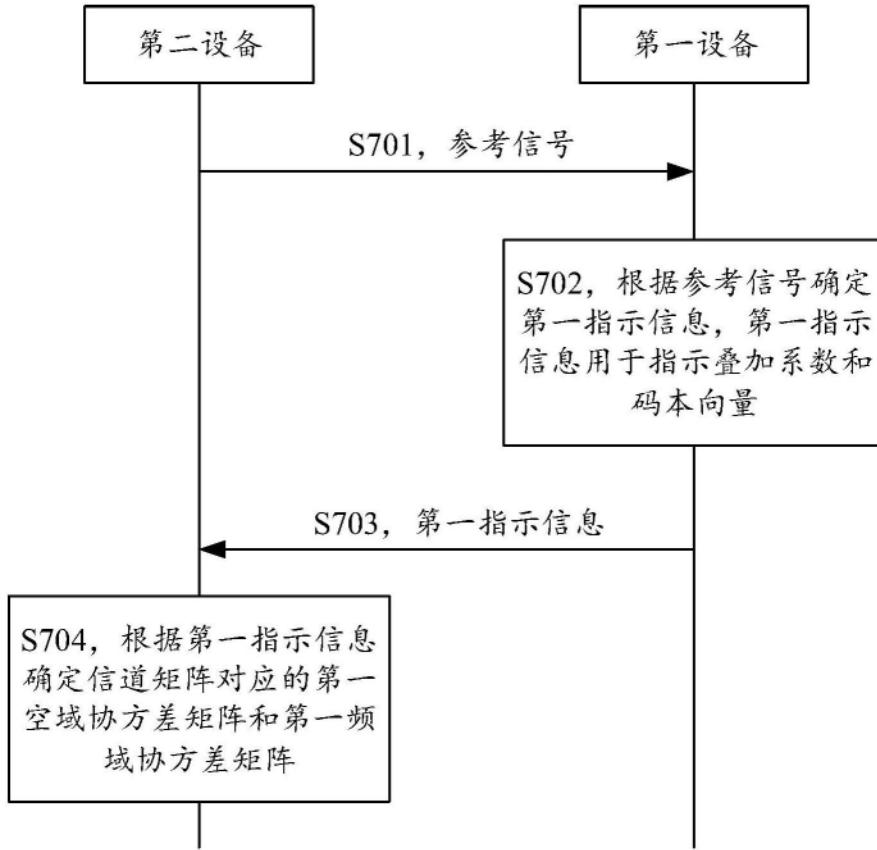 第二设备
第一设备
S701，参考信号
S702，根据参考信号确定
第一指示信息，第一指示
信息用于指示叠加系数和
码本向量
S703，第一指示信息
S704，根据第一指示信息
确定信道矩阵对应的第一
空域协方差矩阵和第一频
域协方差矩阵